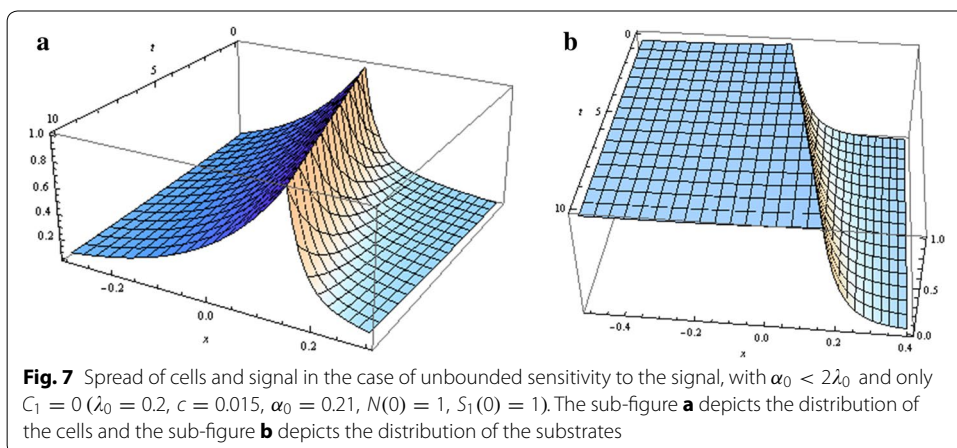 a
b
t
0
5
10
1.0
0.8
0.6
0.4
0.2
-0.2
0.0
0.2
x
0
t
5
10
1.0
0.5
0.0
-0.4
-0.2
0.0
0.2
0.4
x
Fig. 7 Spread of cells and signal in the case of unbounded sensitivity to the signal, with α₀ < 2λ₀ and only
C₁ = 0 (λ₀ = 0.2, c = 0.015, α₀ = 0.21, N(0) = 1, S₁(0) = 1). The sub-figure a depicts the distribution of
the cells and the sub-figure b depicts the distribution of the substrates